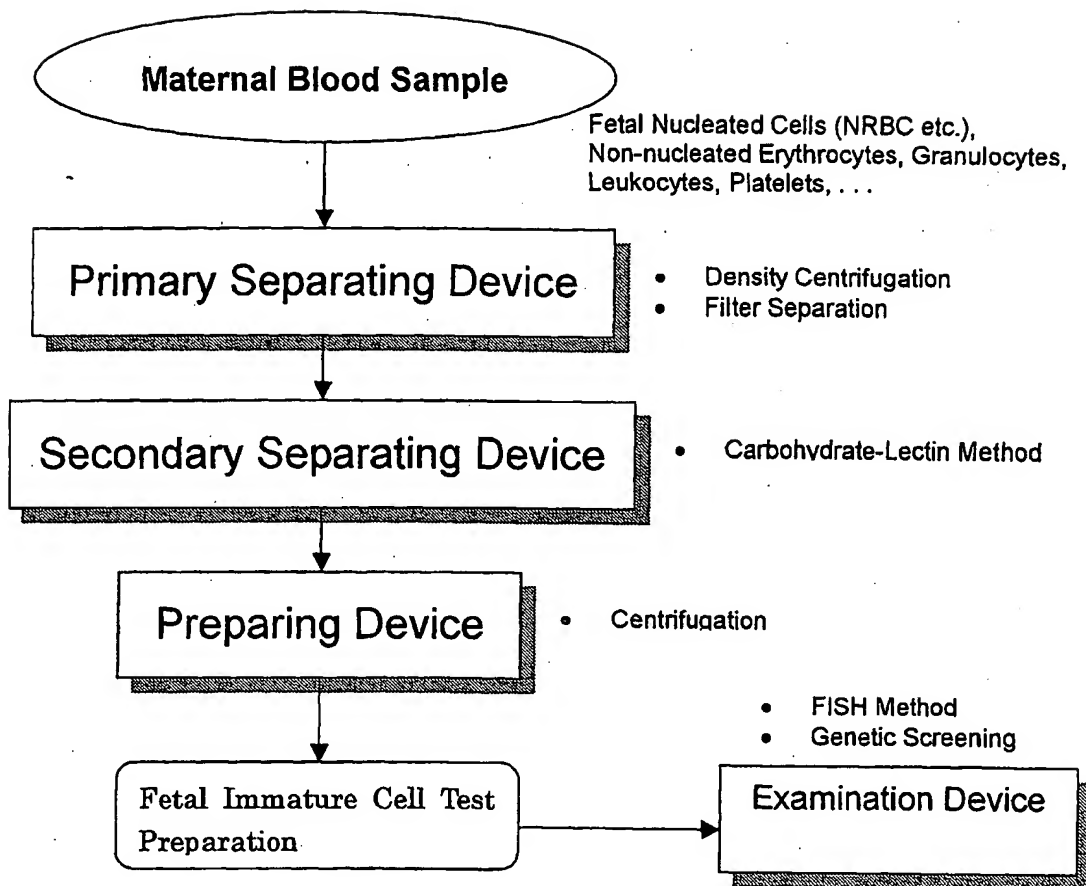 Maternal Blood Sample
Fetal Nucleated Cells (NRBC etc.),
Non-nucleated Erythrocytes, Granulocytes,
Leukocytes, Platelets, . . .
Primary Separating Device
• Density Centrifugation
• Filter Separation
Secondary Separating Device
• Carbohydrate-Lectin Method
Preparing Device
• Centrifugation
• FISH Method
• Genetic Screening
Fetal Immature Cell Test
Preparation
Examination Device